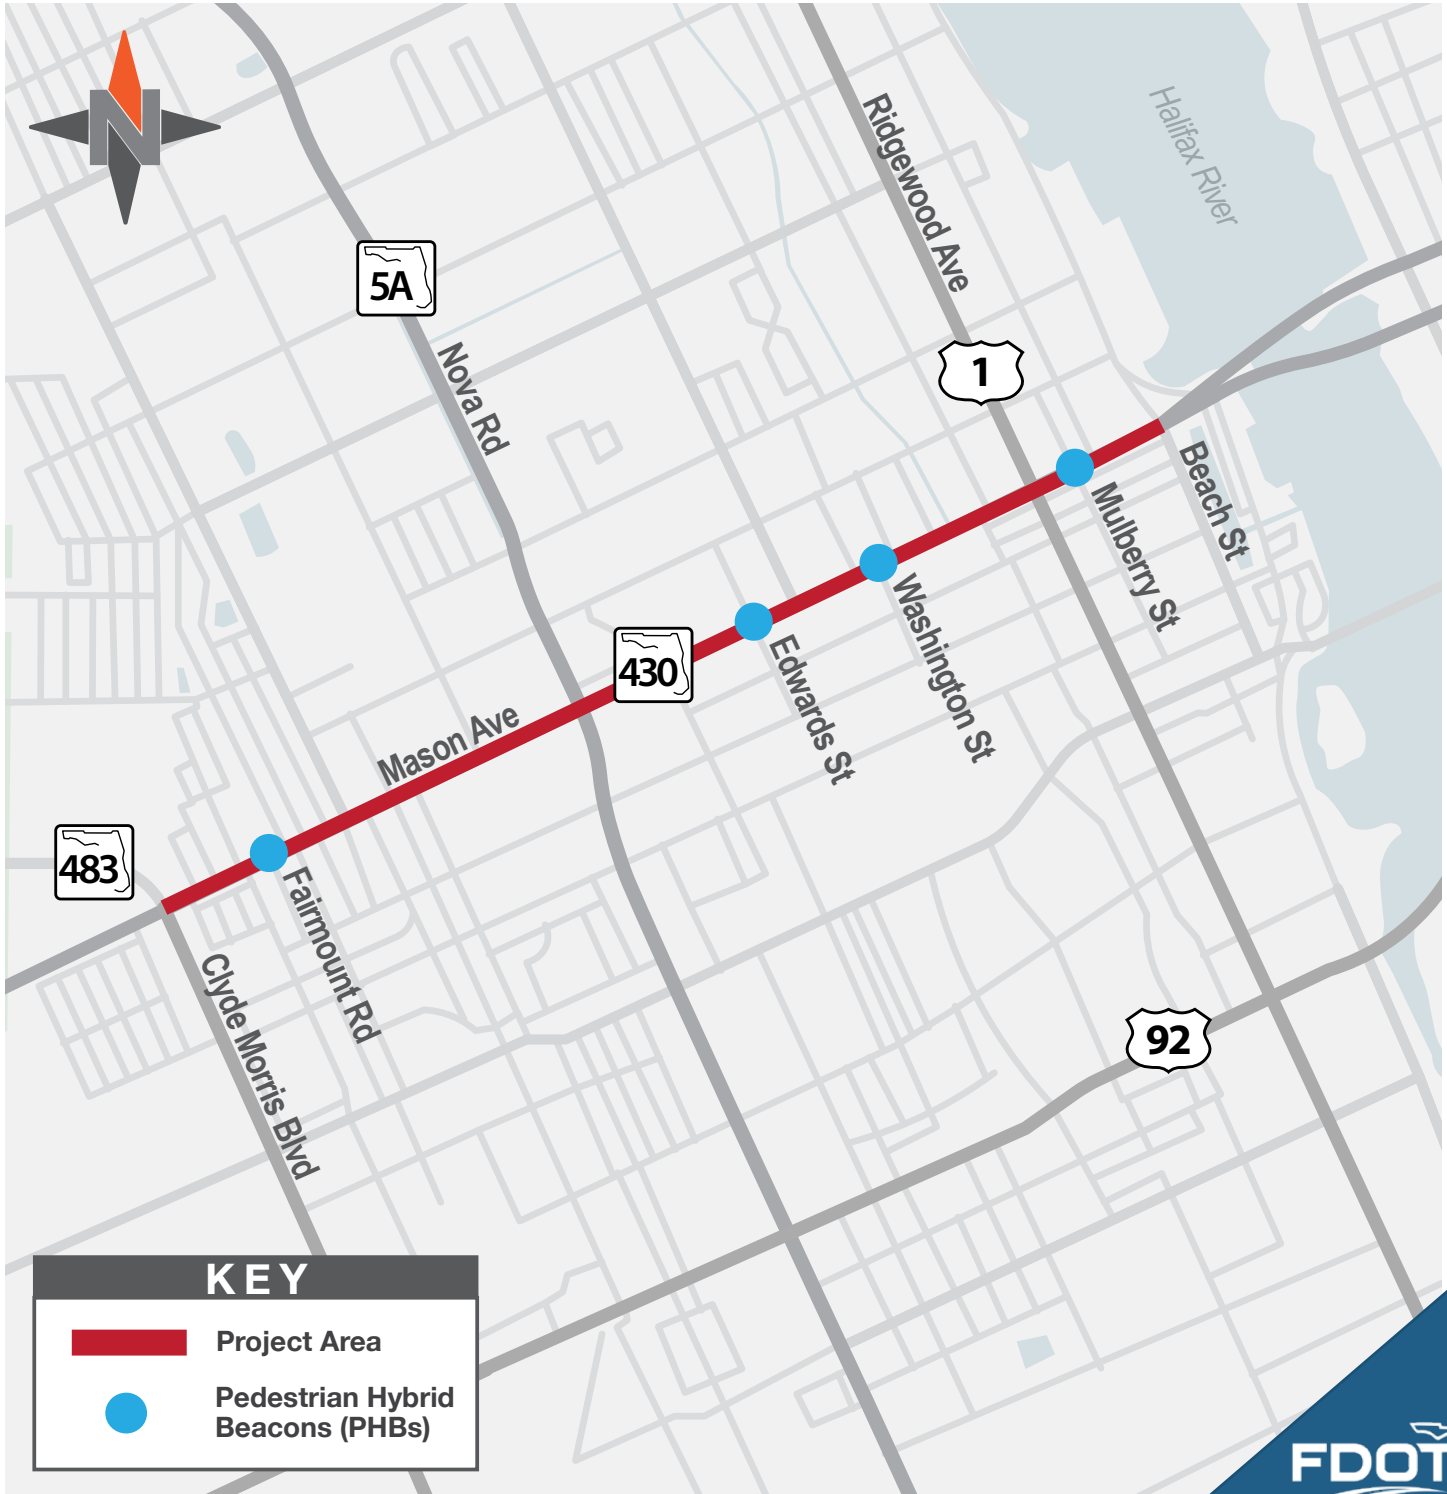 N
Halifax River
Ridgewood Ave
5A
Nova Rd
1
Beach St
Mulberry St
Washington St
430
Edwards St
Mason Ave
483
Fairmount Rd
Clyde Morris Blvd
92
KEY
Project Area
Pedestrian Hybrid
Beacons (PHBs)
FDOT